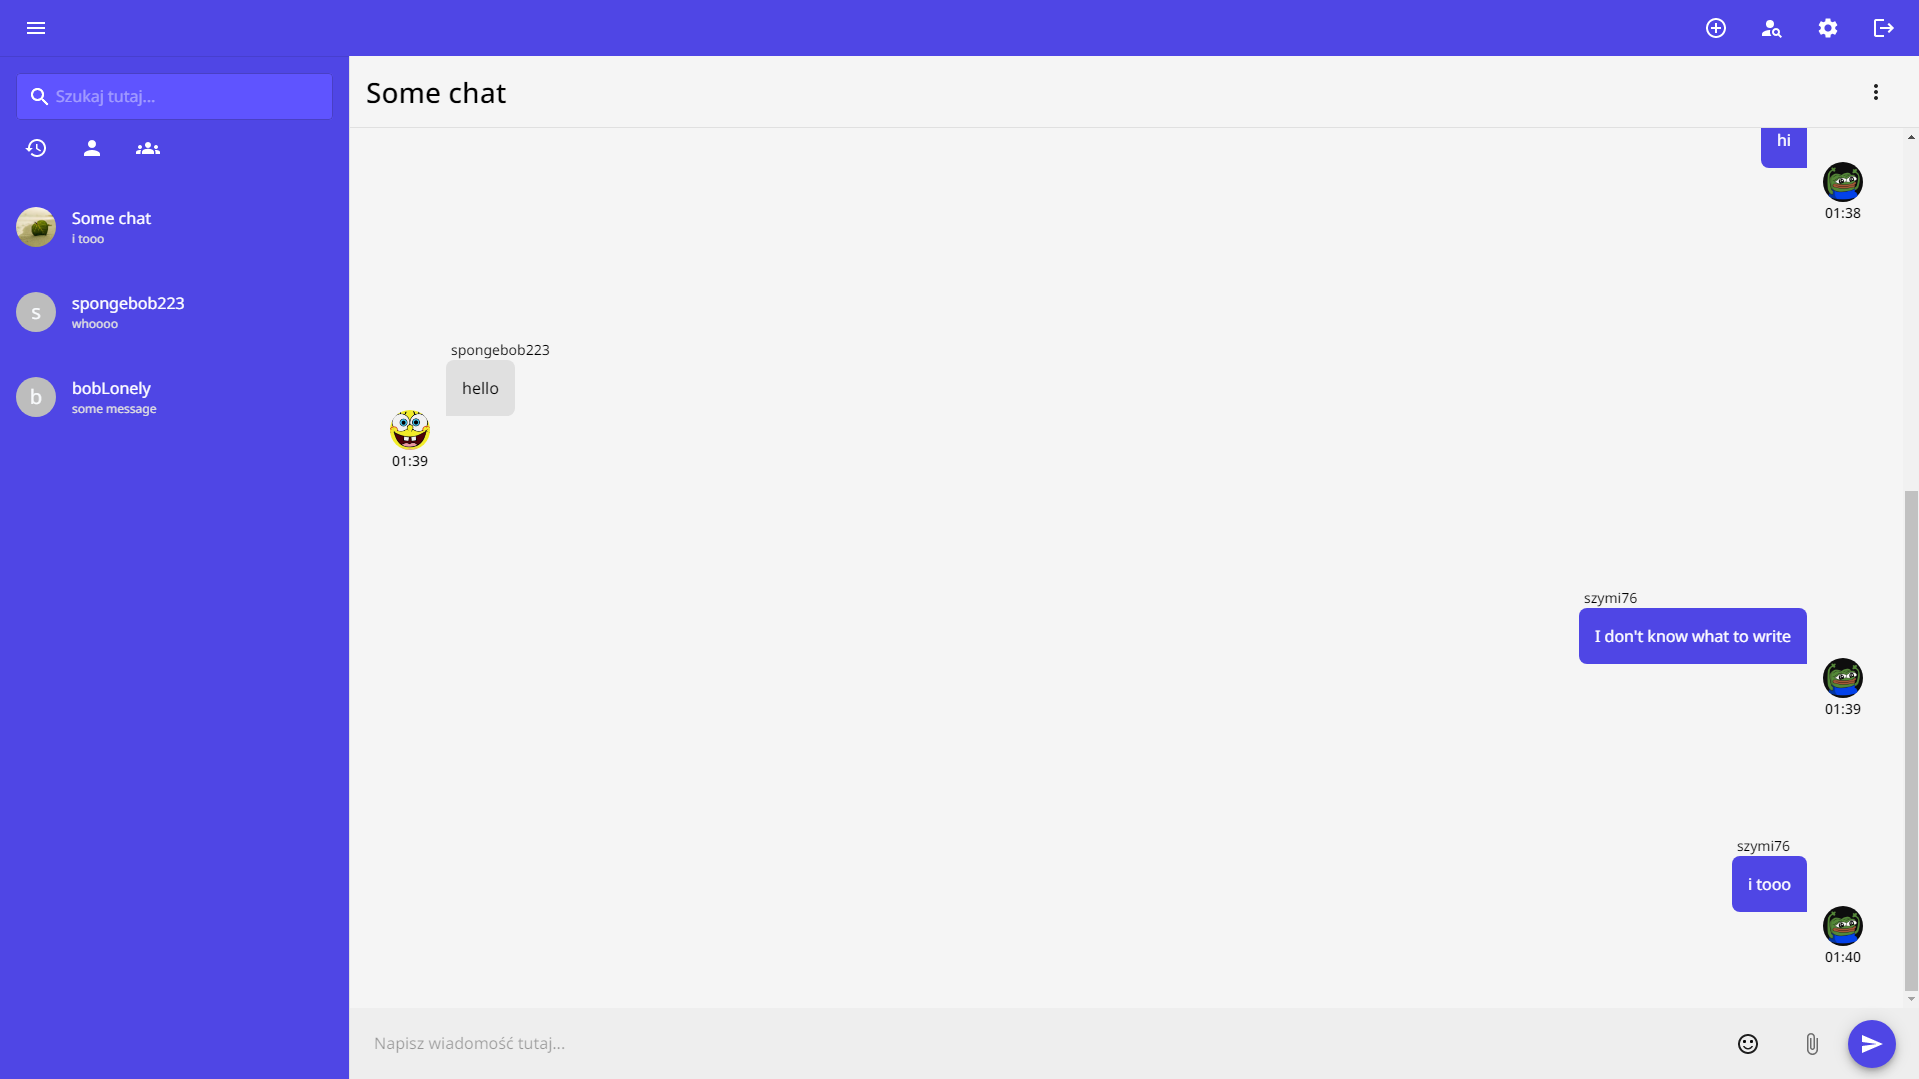 Szukaj tutaj...
Some chat
i tooo
spongebob223
whoooo
bobLonely
some message
Some chat
hi
01:38
spongebob223
hello
01:39
szymi76
I don't know what to write
01:39
szymi76
i tooo
01:40
Napisz wiadomość tutaj...
s
b